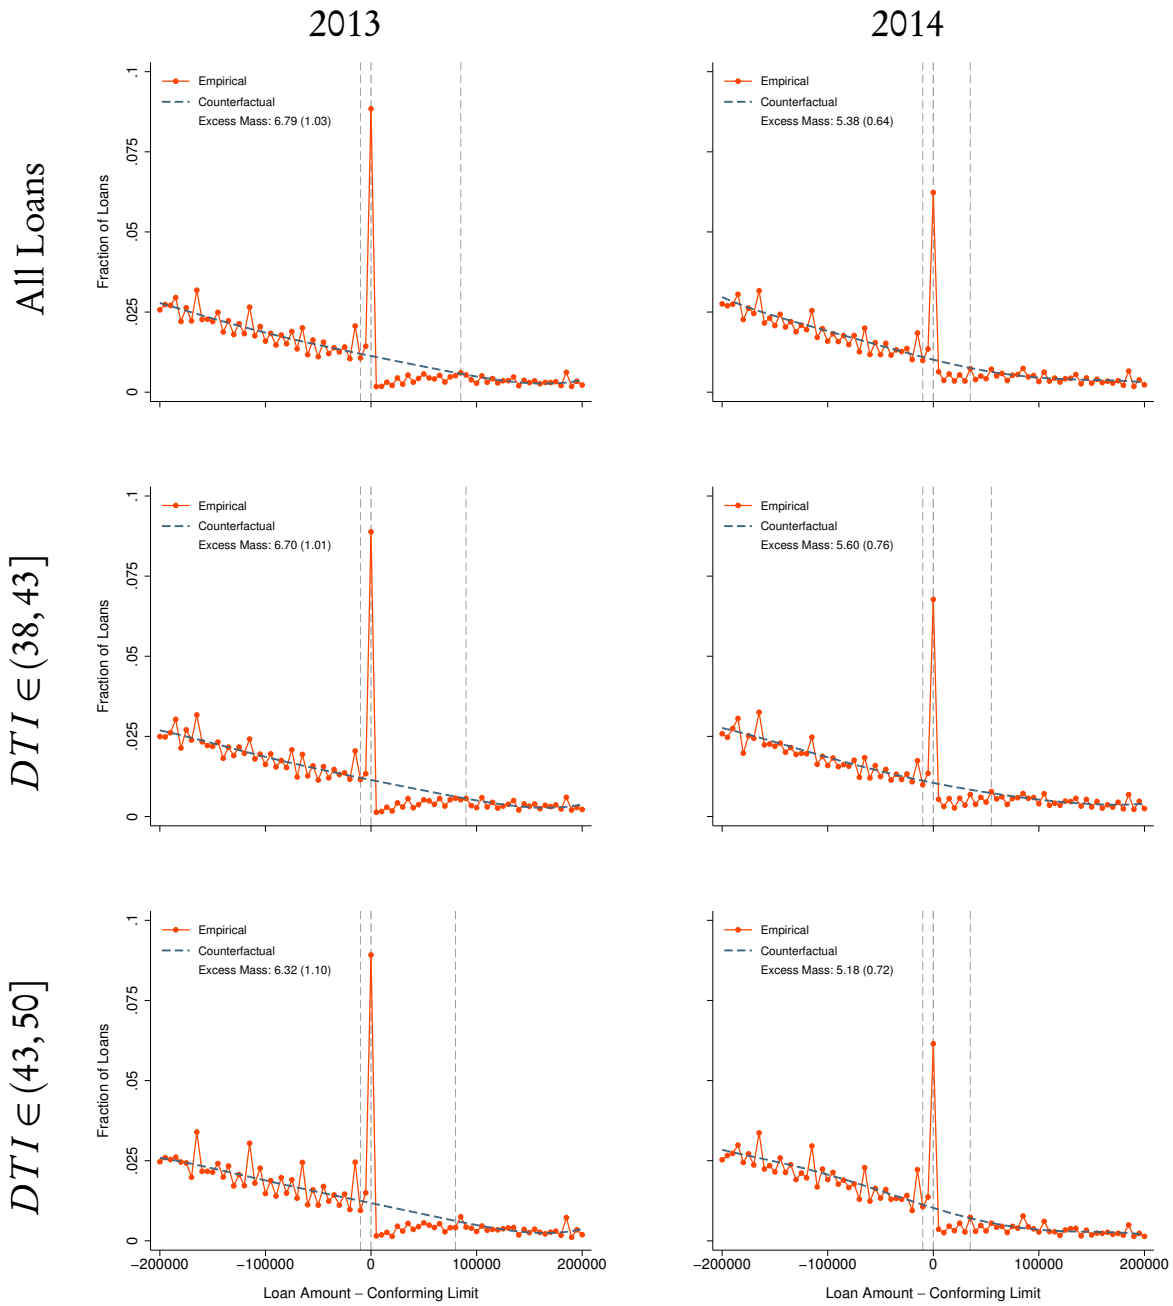 2013
2014
All Loans
Fraction of Loans
.1
.075
.05
.025
0
Empirical
Counterfactual
Excess Mass: 6.79 (1.03)
Empirical
Counterfactual
Excess Mass: 5.38 (0.64)
DTI ∈ (38, 43]
Fraction of Loans
.1
.075
.05
.025
0
Empirical
Counterfactual
Excess Mass: 6.70 (1.01)
Empirical
Counterfactual
Excess Mass: 5.60 (0.76)
DTI ∈ (43, 50]
Fraction of Loans
.1
.075
.05
.025
0
Empirical
Counterfactual
Excess Mass: 6.32 (1.10)
Empirical
Counterfactual
Excess Mass: 5.18 (0.72)
−200000 −100000 0 100000 200000
Loan Amount − Conforming Limit
−200000 −100000 0 100000 200000
Loan Amount − Conforming Limit